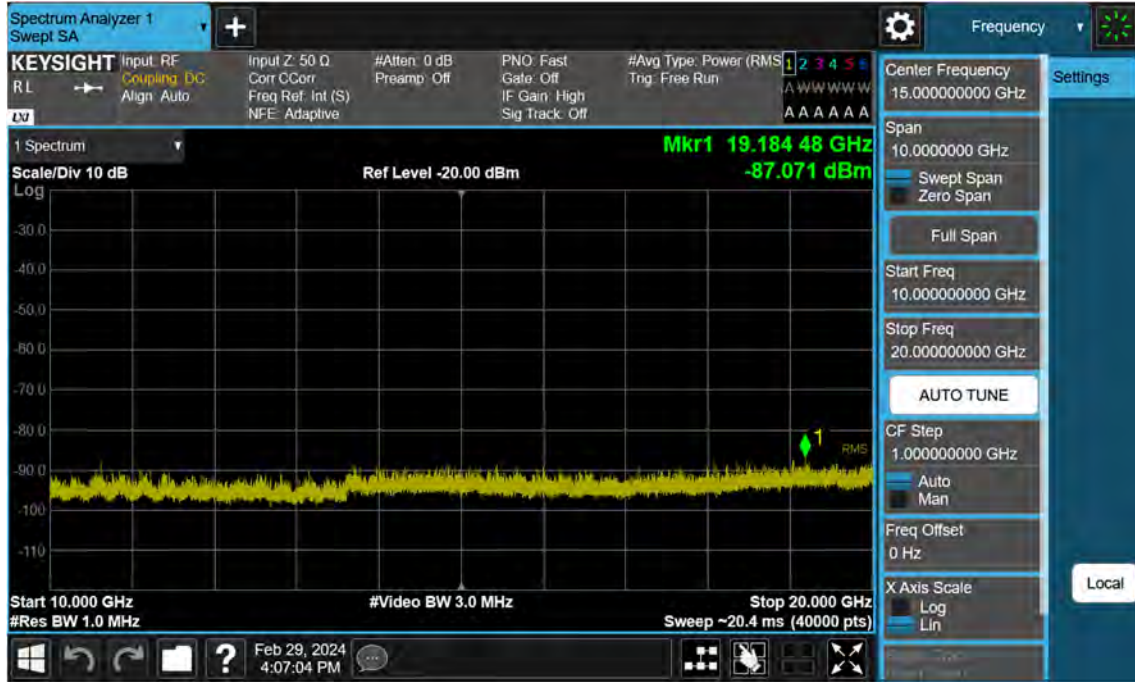 Spectrum Analyzer 1
Swept SA
+
Frequency
KEYSIGHT
R L
LXI
Input: RF
Coupling: DC
Align: Auto
Input Z: 50 Ω
Corr CCorr
Freq Ref: Int (S)
NFE: Adaptive
#Atten: 0 dB
Preamp: Off
PNO: Fast
Gate: Off
IF Gain: High
Sig Track: Off
#Avg Type: Power (RMS
Trig: Free Run
1 2 3 4 5 6
A W W W W W
A A A A A A
1 Spectrum
Scale/Div 10 dB
Ref Level -20.00 dBm
Mkr1 19.184 48 GHz
-87.071 dBm
Log
-30.0
-40.0
-50.0
-60.0
-70.0
-80.0
-90.0
-100
-110
1
RMS
Start 10.000 GHz
#Res BW 1.0 MHz
#Video BW 3.0 MHz
Stop 20.000 GHz
Sweep ~20.4 ms (40000 pts)
Center Frequency
15.000000000 GHz
Span
10.0000000 GHz
Swept Span
Zero Span
Full Span
Start Freq
10.000000000 GHz
Stop Freq
20.000000000 GHz
AUTO TUNE
CF Step
1.000000000 GHz
Auto
Man
Freq Offset
0 Hz
X Axis Scale
Log
Lin
Settings
Local
?
Feb 29, 2024
4:07:04 PM